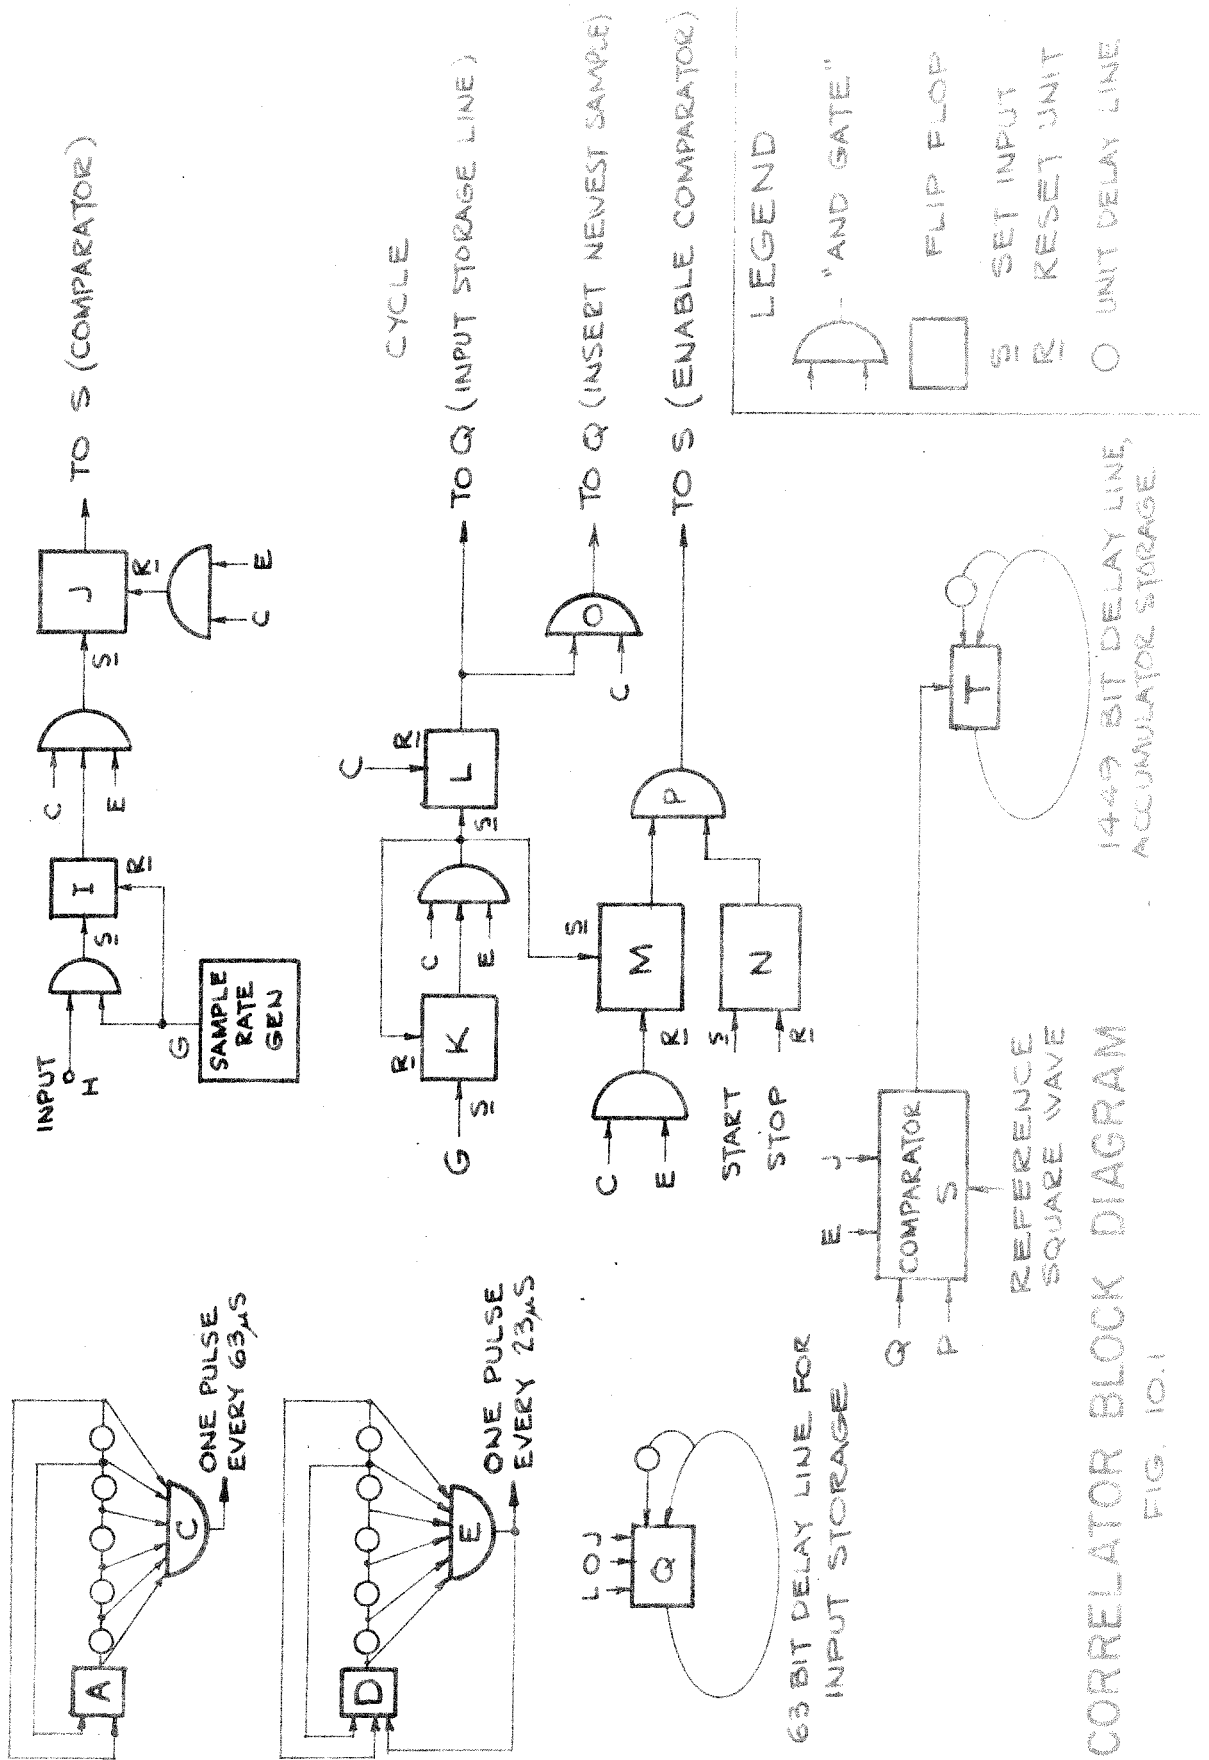 A
C
ONE PULSE
EVERY 63μS
D
E
ONE PULSE
EVERY 23μS
L O J
Q
63 BIT DELAY LINE FOR
INPUT STORAGE
INPUT
H
G
SAMPLE
RATE
GEN
S
R
I
C
E
S
J
R
C
E
TO S (COMPARATOR)
CYCLE
G
S
R
K
C
E
S
C
R
L
TO Q (INPUT STORAGE LINE)
C
O
TO Q (INSERT NEWEST SAMPLE)
C
E
R
S
M
START
STOP
S
R
N
P
TO S (ENABLE COMPARATOR)
Q
P
E
J
COMPARATOR
S
REFERENCE
SQUARE WAVE
T
1449 BIT DELAY LINE,
ACCUMULATOR STORAGE
LEGEND
"AND GATE"
FLIP FLOP
S SET INPUT
R RESET UNIT
UNIT DELAY LINE
CORRELATOR BLOCK DIAGRAM
FIG. 10.1